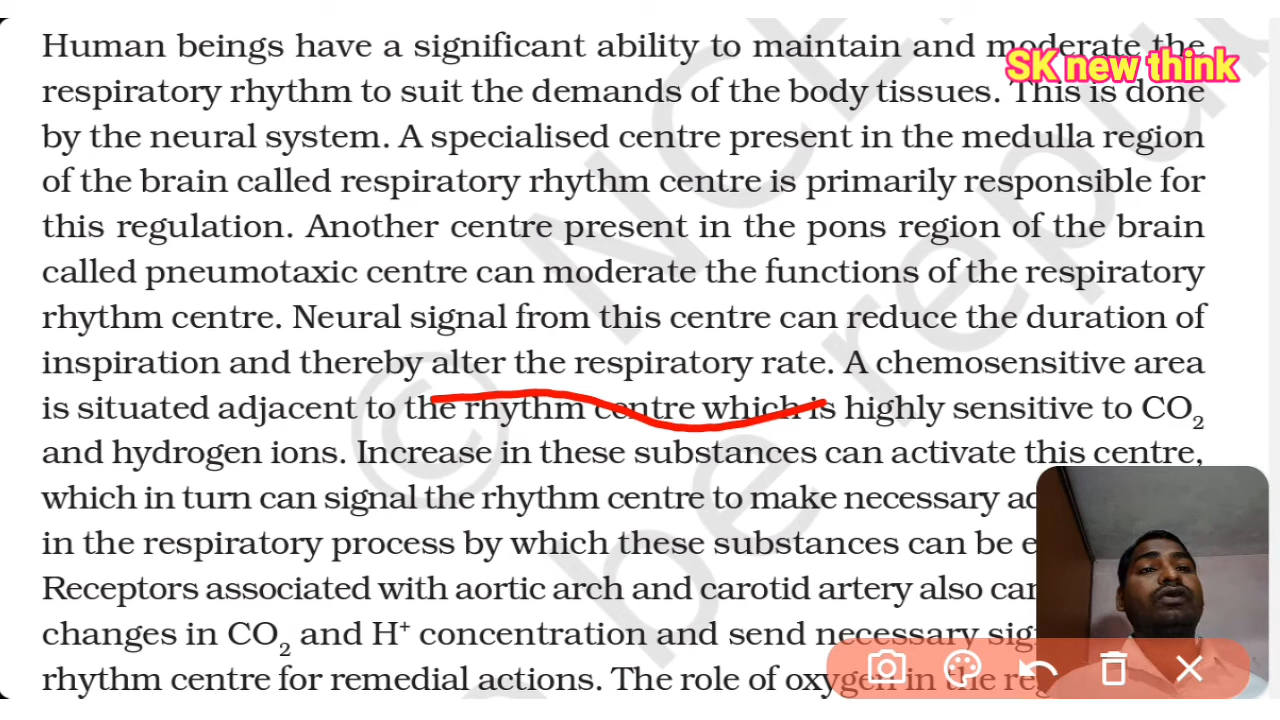 Human beings have a significant ability to maintain and moderate the
SK new think
respiratory rhythm to suit the demands of the body tissues. This is done
by the neural system. A specialised centre present in the medulla region
of the brain called respiratory rhythm centre is primarily responsible for
this regulation. Another centre present in the pons region of the brain
called pneumotaxic centre can moderate the functions of the respiratory
rhythm centre. Neural signal from this centre can reduce the duration of
inspiration and thereby alter the respiratory rate. A chemosensitive area
is situated adjacent to the rhythm centre which is highly sensitive to CO₂
and hydrogen ions. Increase in these substances can activate this centre,
which in turn can signal the rhythm centre to make necessary
in the respiratory process by which these substances can be
Receptors associated with aortic arch and carotid artery also
changes in CO₂ and H⁺ concentration and send necessary
rhythm centre for remedial actions. The role of oxygen in the